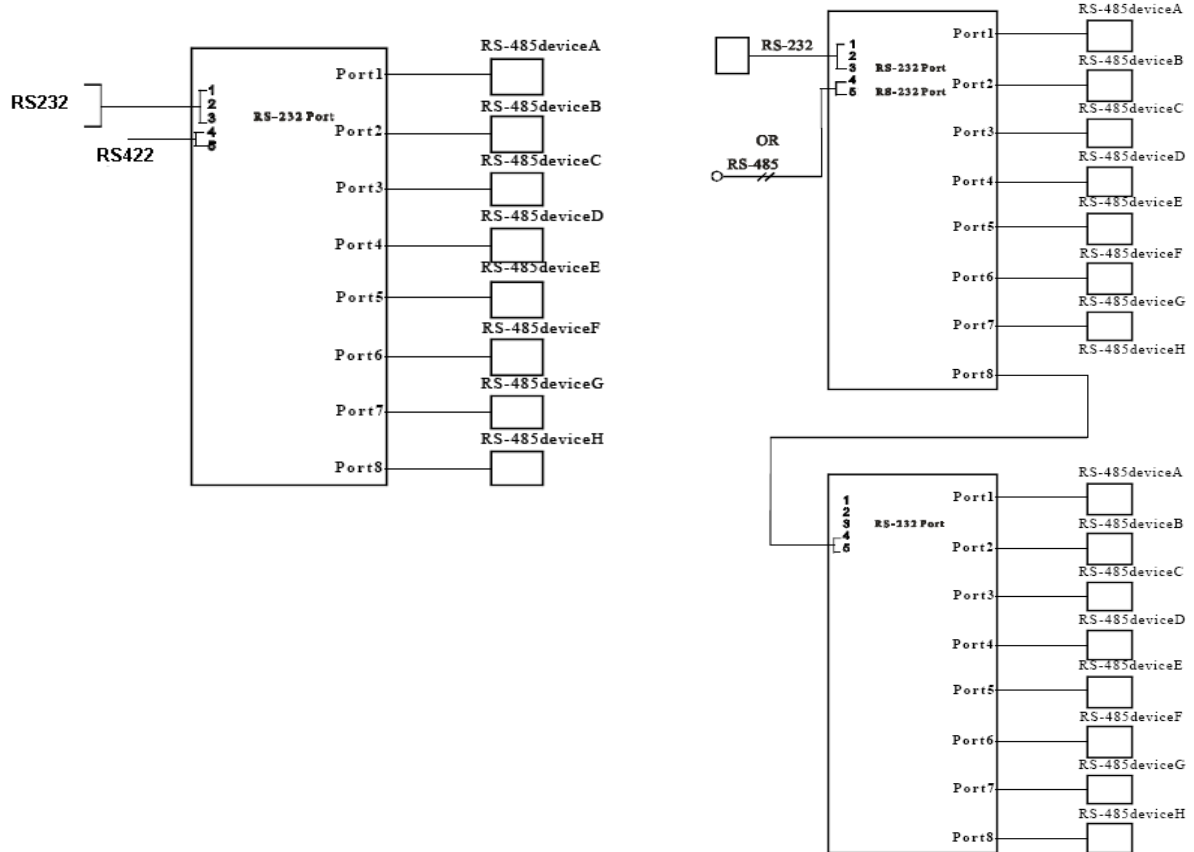 RS-485deviceA
Port1
RS-485deviceB
RS232
1
2
3
RS-232 Port
4
5
RS422
Port2
RS-485deviceC
Port3
RS-485deviceD
Port4
RS-485deviceE
Port5
RS-485deviceF
Port6
RS-485deviceG
Port7
RS-485deviceH
Port8
RS-485deviceA
Port1
RS-232
1
2
3
RS-232 Port
4
5
RS-232 Port
OR
RS-485
RS-485deviceB
Port2
RS-485deviceC
Port3
RS-485deviceD
Port4
RS-485deviceE
Port5
RS-485deviceF
Port6
RS-485deviceG
Port7
RS-485deviceH
Port8
RS-485deviceA
Port1
1
2
3
RS-232 Port
4
5
RS-485deviceB
Port2
RS-485deviceC
Port3
RS-485deviceD
Port4
RS-485deviceE
Port5
RS-485deviceF
Port6
RS-485deviceG
Port7
RS-485deviceH
Port8